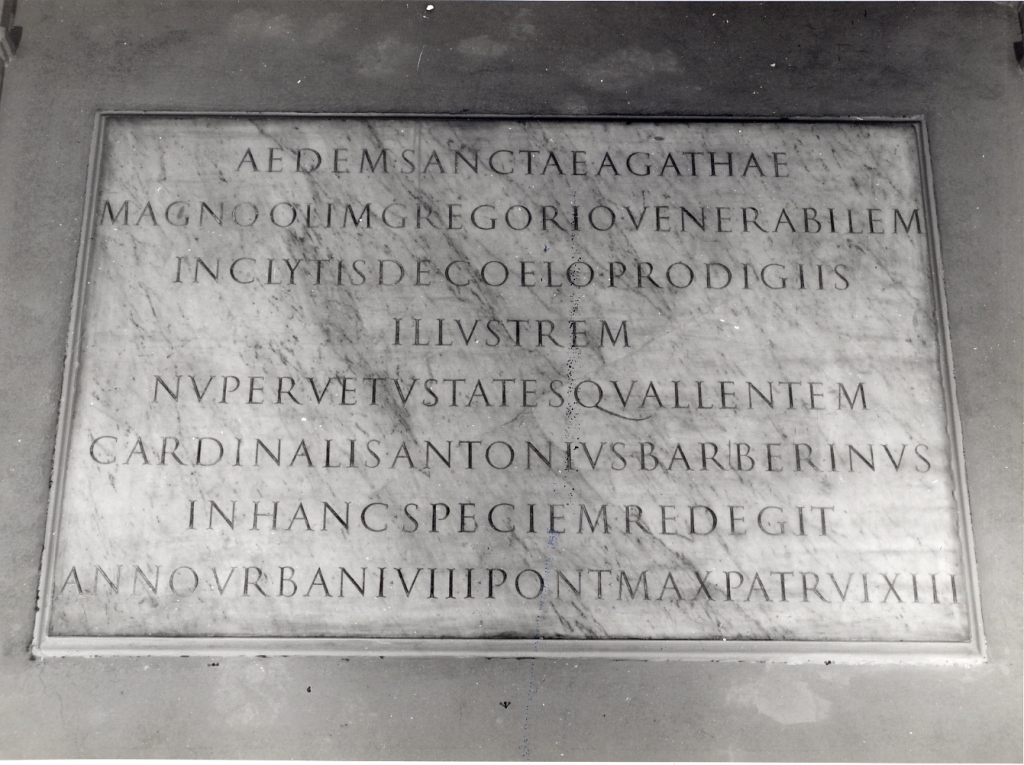 AEDEM SANCTAE AGATHAE
MAGNO OLIM GREGORIO VENERABILEM
INCLYTIS DE COELO PRODIGIIS
ILLVSTREM
NVPER VETVSTATE SQVALLENTEM
CARDINALIS ANTONIVS BARBERINVS
IN HANC SPECIEM REDEGIT
ANNO VRBANI VIII PONT MAX PATRVI XIII